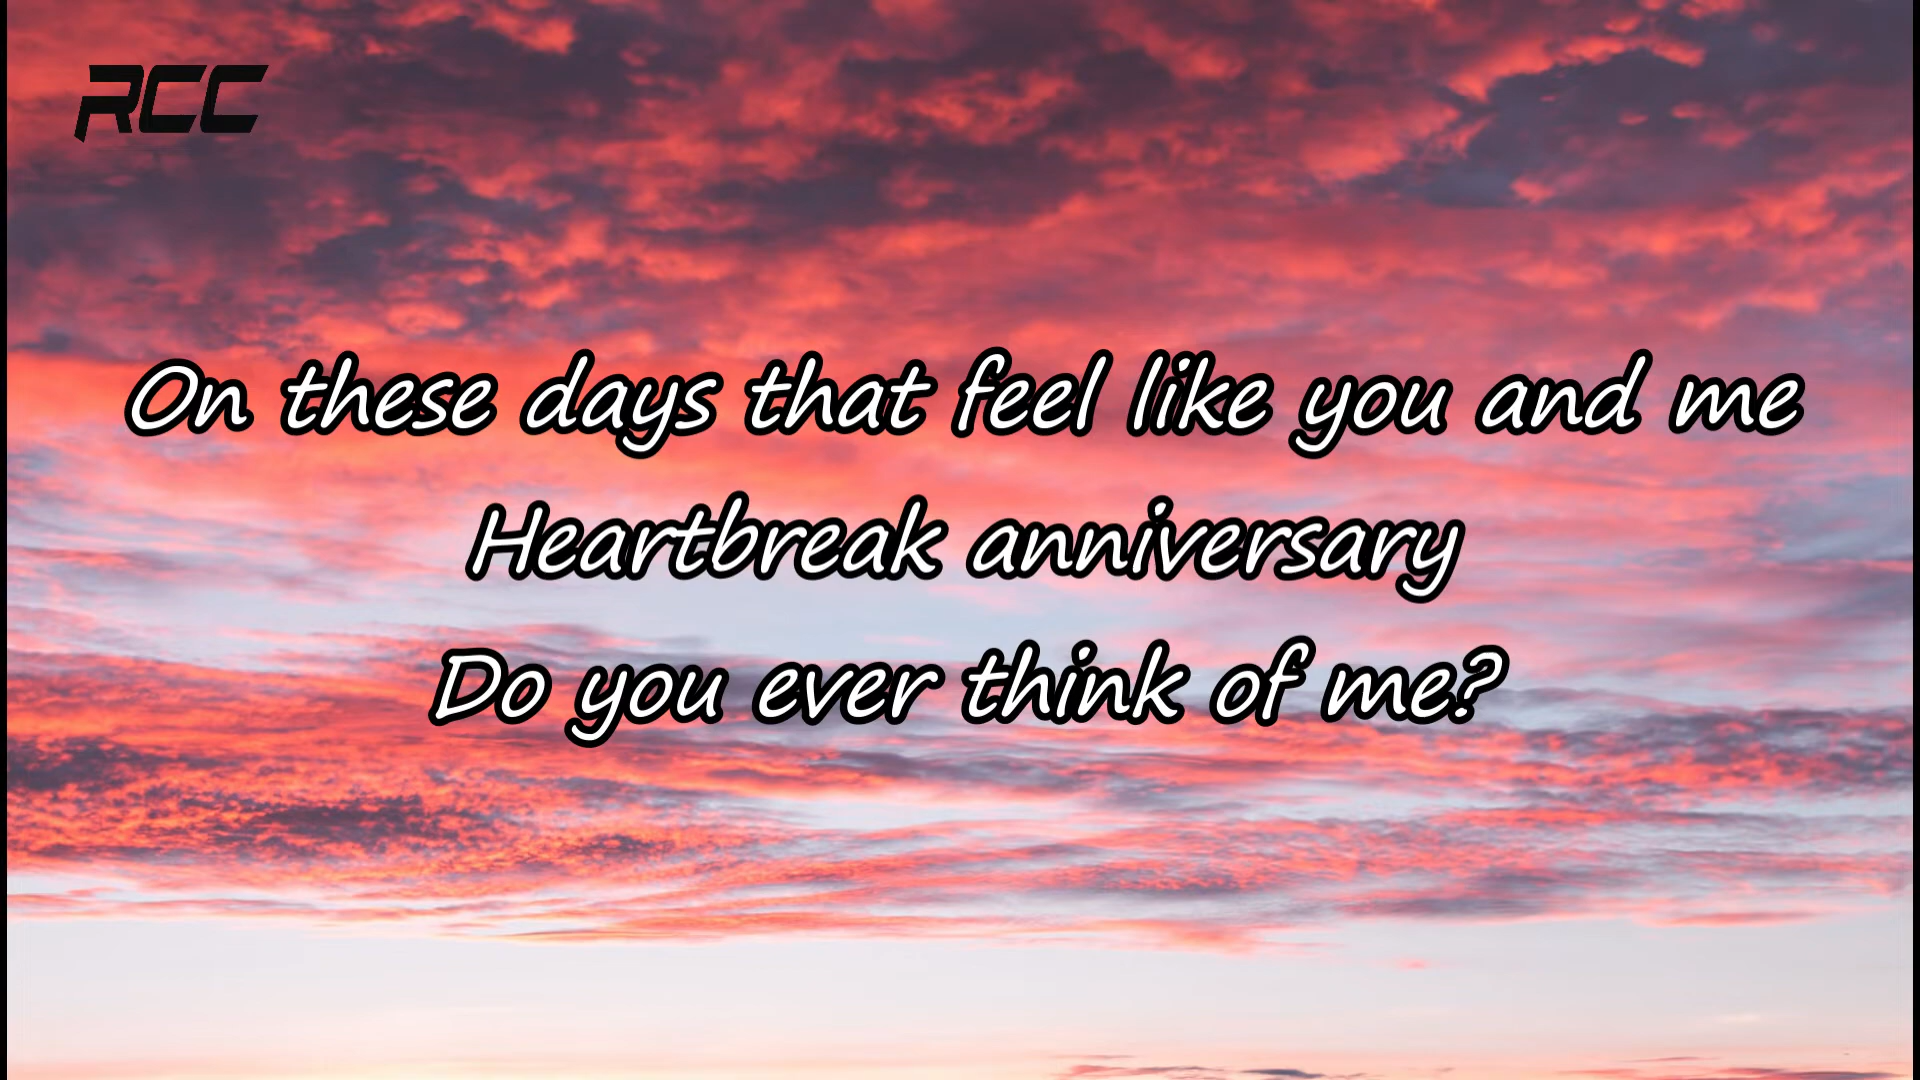 RCC
On these days that feel like you and me
Heartbreak anniversary
Do you ever think of me?